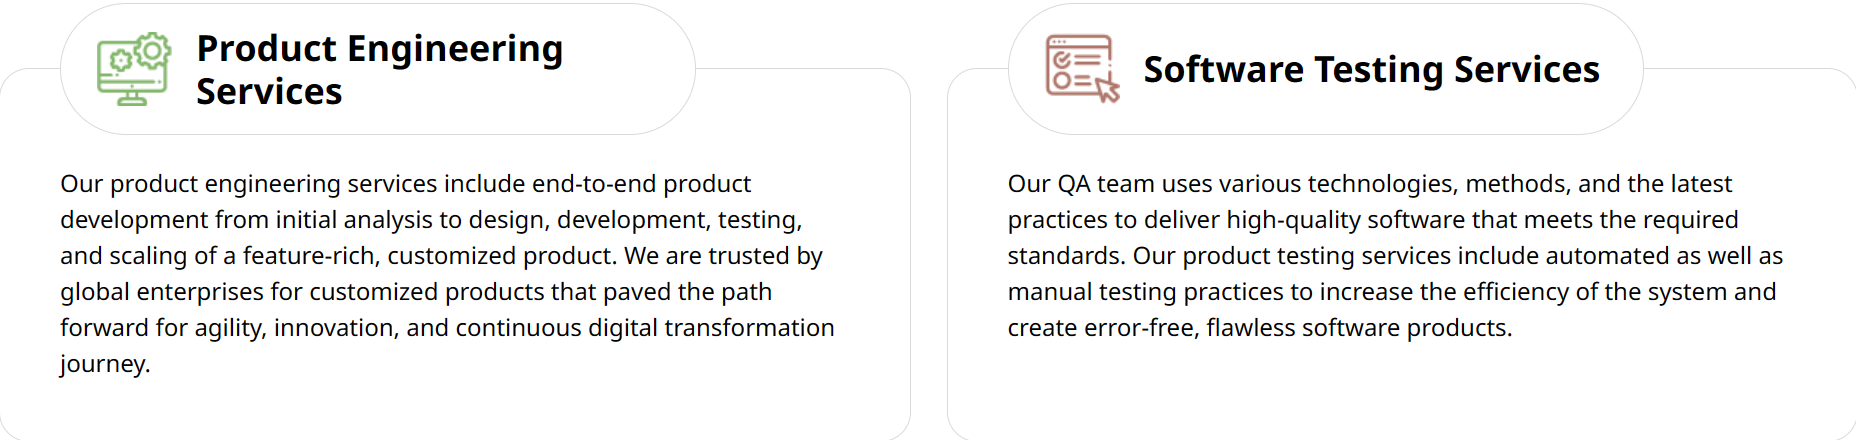 Product Engineering
Services
Our product engineering services include end-to-end product
development from initial analysis to design, development, testing,
and scaling of a feature-rich, customized product. We are trusted by
global enterprises for customized products that paved the path
forward for agility, innovation, and continuous digital transformation
journey.
Software Testing Services
Our QA team uses various technologies, methods, and the latest
practices to deliver high-quality software that meets the required
standards. Our product testing services include automated as well as
manual testing practices to increase the efficiency of the system and
create error-free, flawless software products.